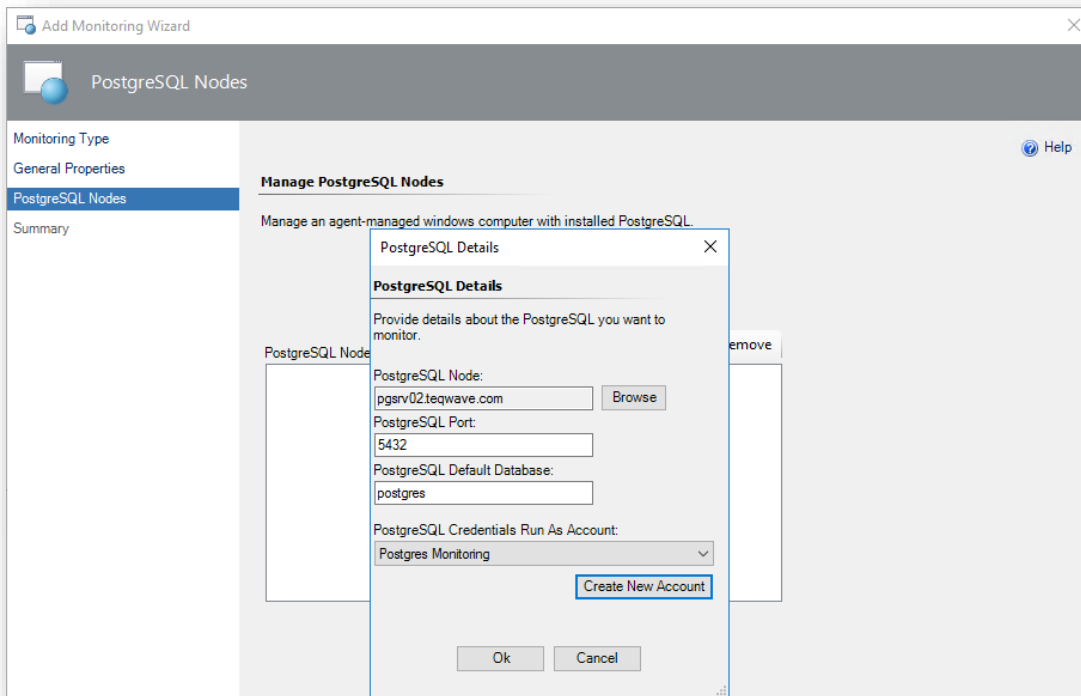 Add Monitoring Wizard
PostgreSQL Nodes
Monitoring Type
General Properties
PostgreSQL Nodes
Summary
Help
Manage PostgreSQL Nodes
Manage an agent-managed windows computer with installed PostgreSQL.
PostgreSQL Node
emove
PostgreSQL Details
PostgreSQL Details
Provide details about the PostgreSQL you want to
monitor.
PostgreSQL Node:
pgsrv02.teqwave.com
Browse
PostgreSQL Port:
5432
PostgreSQL Default Database:
postgres
PostgreSQL Credentials Run As Account:
Postgres Monitoring
Create New Account
Ok
Cancel